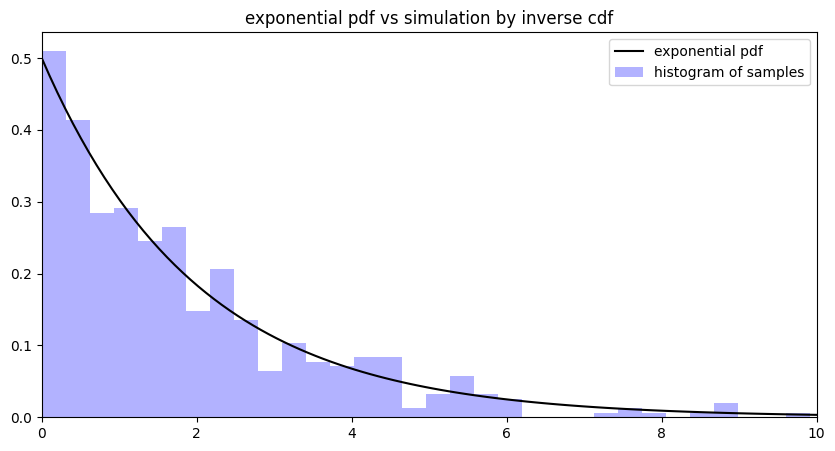 exponential pdf vs simulation by inverse cdf
exponential pdf
histogram of samples
0.5
0.4
0.3
0.2
0.1
0.0
0 2 4 6 8 10